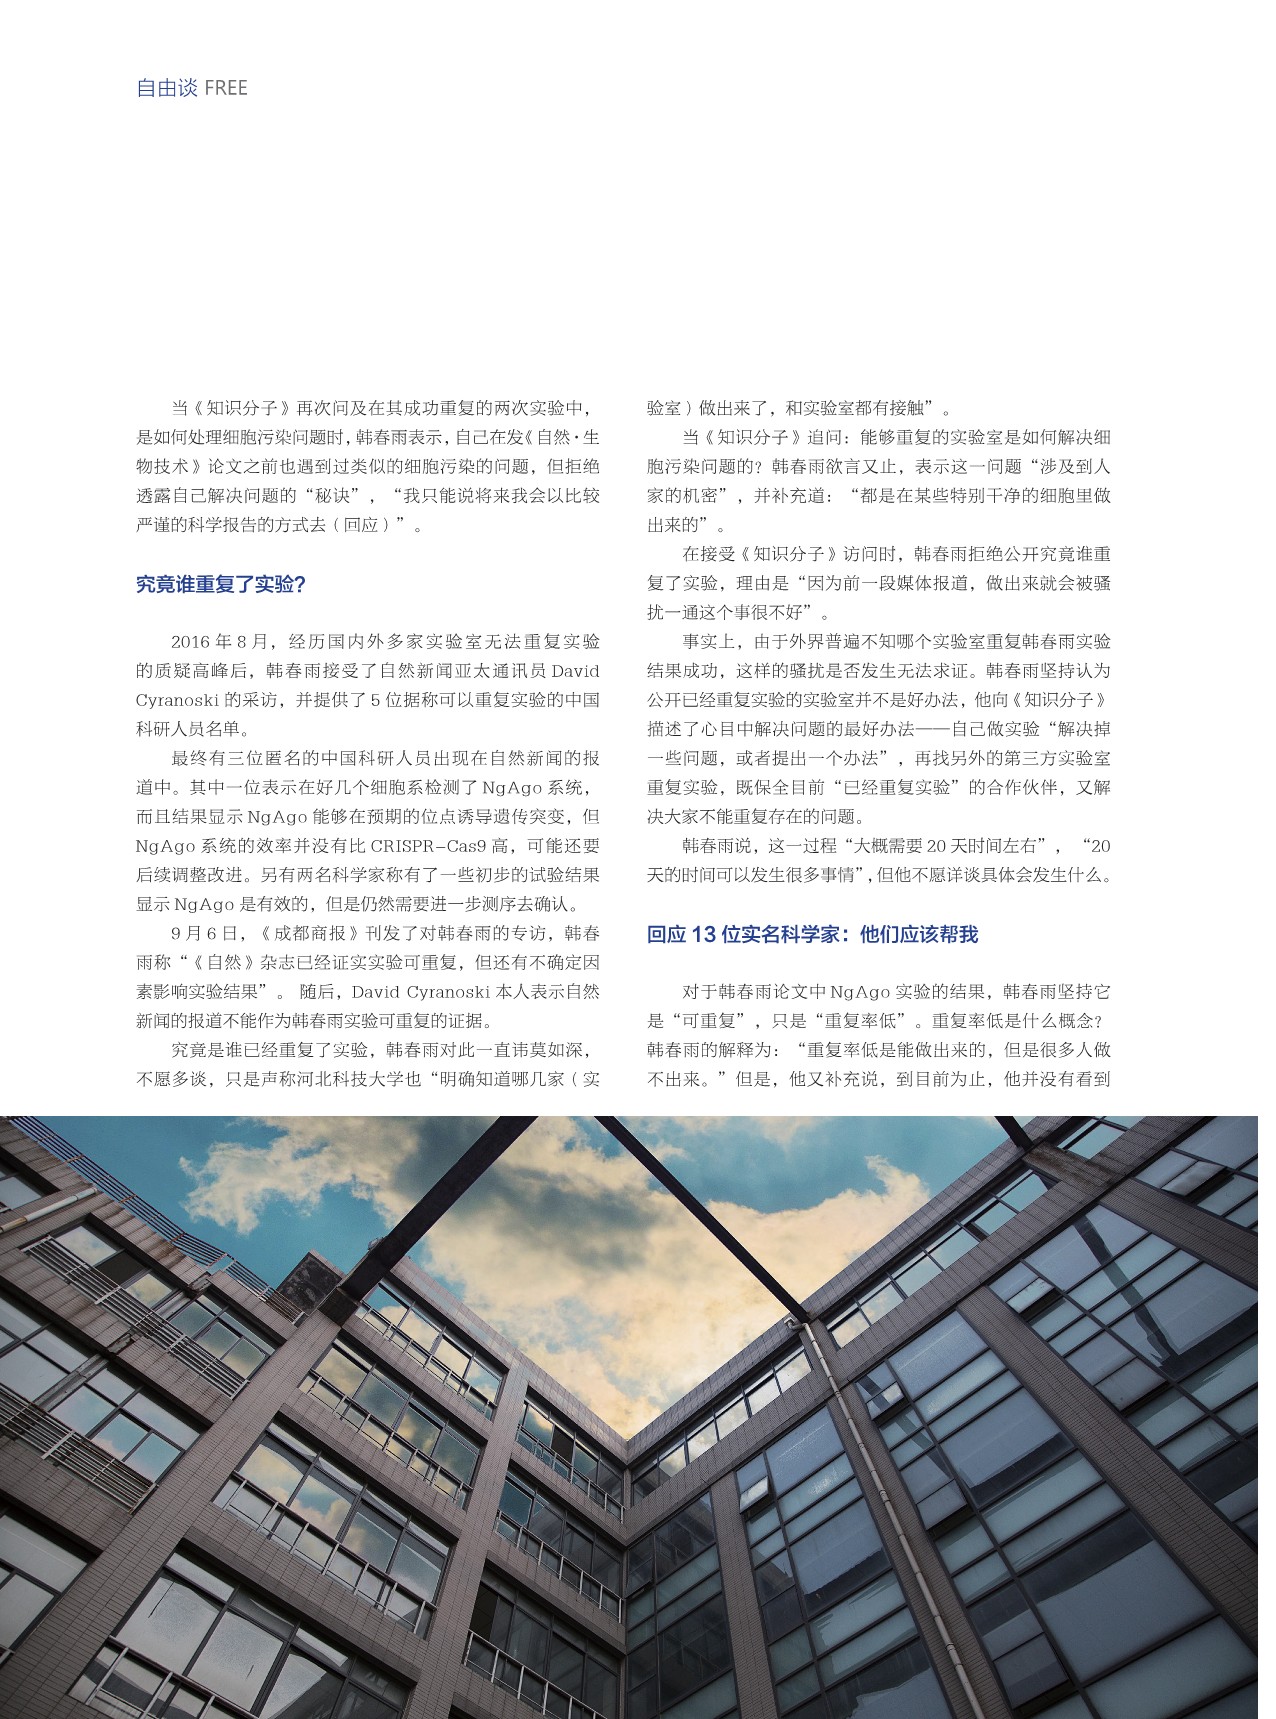 自由谈 FREE
当《知识分子》再次问及在其成功重复的两次实验中，
是如何处理细胞污染问题时，韩春雨表示，自己在发《自然·生
物技术》论文之前也遇到过类似的细胞污染的问题，但拒绝
透露自己解决问题的“秘诀”，“我只能说将来我会以比较
严谨的科学报告的方式去（回应）”。
究竟谁重复了实验？
2016 年 8 月，经历国内外多家实验室无法重复实验
的质疑高峰后，韩春雨接受了自然新闻亚太通讯员 David
Cyranoski 的采访，并提供了 5 位据称可以重复实验的中国
科研人员名单。
最终有三位匿名的中国科研人员出现在自然新闻的报
道中。其中一位表示在好几个细胞系检测了 NgAgo 系统，
而且结果显示 NgAgo 能够在预期的位点诱导遗传突变，但
NgAgo 系统的效率并没有比 CRISPR–Cas9 高，可能还要
后续调整改进。另有两名科学家称有了一些初步的试验结果
显示 NgAgo 是有效的，但是仍然需要进一步测序去确认。
9 月 6 日，《成都商报》刊发了对韩春雨的专访，韩春
雨称“《自然》杂志已经证实实验可重复，但还有不确定因
素影响实验结果”。 随后，David Cyranoski 本人表示自然
新闻的报道不能作为韩春雨实验可重复的证据。
究竟是谁已经重复了实验，韩春雨对此一直讳莫如深，
不愿多谈，只是声称河北科技大学也“明确知道哪几家（实
验室）做出来了，和实验室都有接触”。
当《知识分子》追问：能够重复的实验室是如何解决细
胞污染问题的？韩春雨欲言又止，表示这一问题“涉及到人
家的机密”，并补充道：“都是在某些特别干净的细胞里做
出来的”。
在接受《知识分子》访问时，韩春雨拒绝公开究竟谁重
复了实验，理由是“因为前一段媒体报道，做出来就会被骚
扰一通这个事很不好”。
事实上，由于外界普遍不知哪个实验室重复韩春雨实验
结果成功，这样的骚扰是否发生无法求证。韩春雨坚持认为
公开已经重复实验的实验室并不是好办法，他向《知识分子》
描述了心目中解决问题的最好办法——自己做实验“解决掉
一些问题，或者提出一个办法”，再找另外的第三方实验室
重复实验，既保全目前“已经重复实验”的合作伙伴，又解
决大家不能重复存在的问题。
韩春雨说，这一过程“大概需要 20 天时间左右”，“20
天的时间可以发生很多事情”，但他不愿详谈具体会发生什么。
回应 13 位实名科学家：他们应该帮我
对于韩春雨论文中 NgAgo 实验的结果，韩春雨坚持它
是“可重复”，只是“重复率低”。重复率低是什么概念？
韩春雨的解释为：“重复率低是能做出来的，但是很多人做
不出来。”但是，他又补充说，到目前为止，他并没有看到